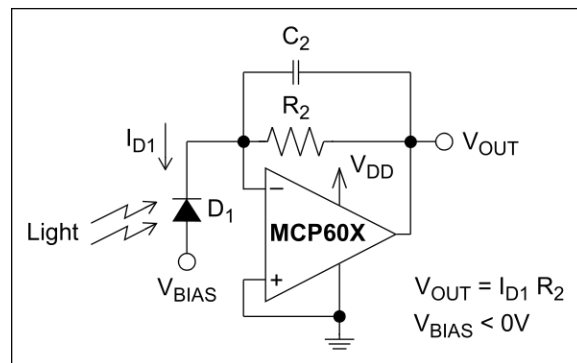 C2
R2
ID1
VOUT
VDD
−
D1
Light
MCP60X
+
VBIAS
VOUT = ID1 R2
VBIAS < 0V